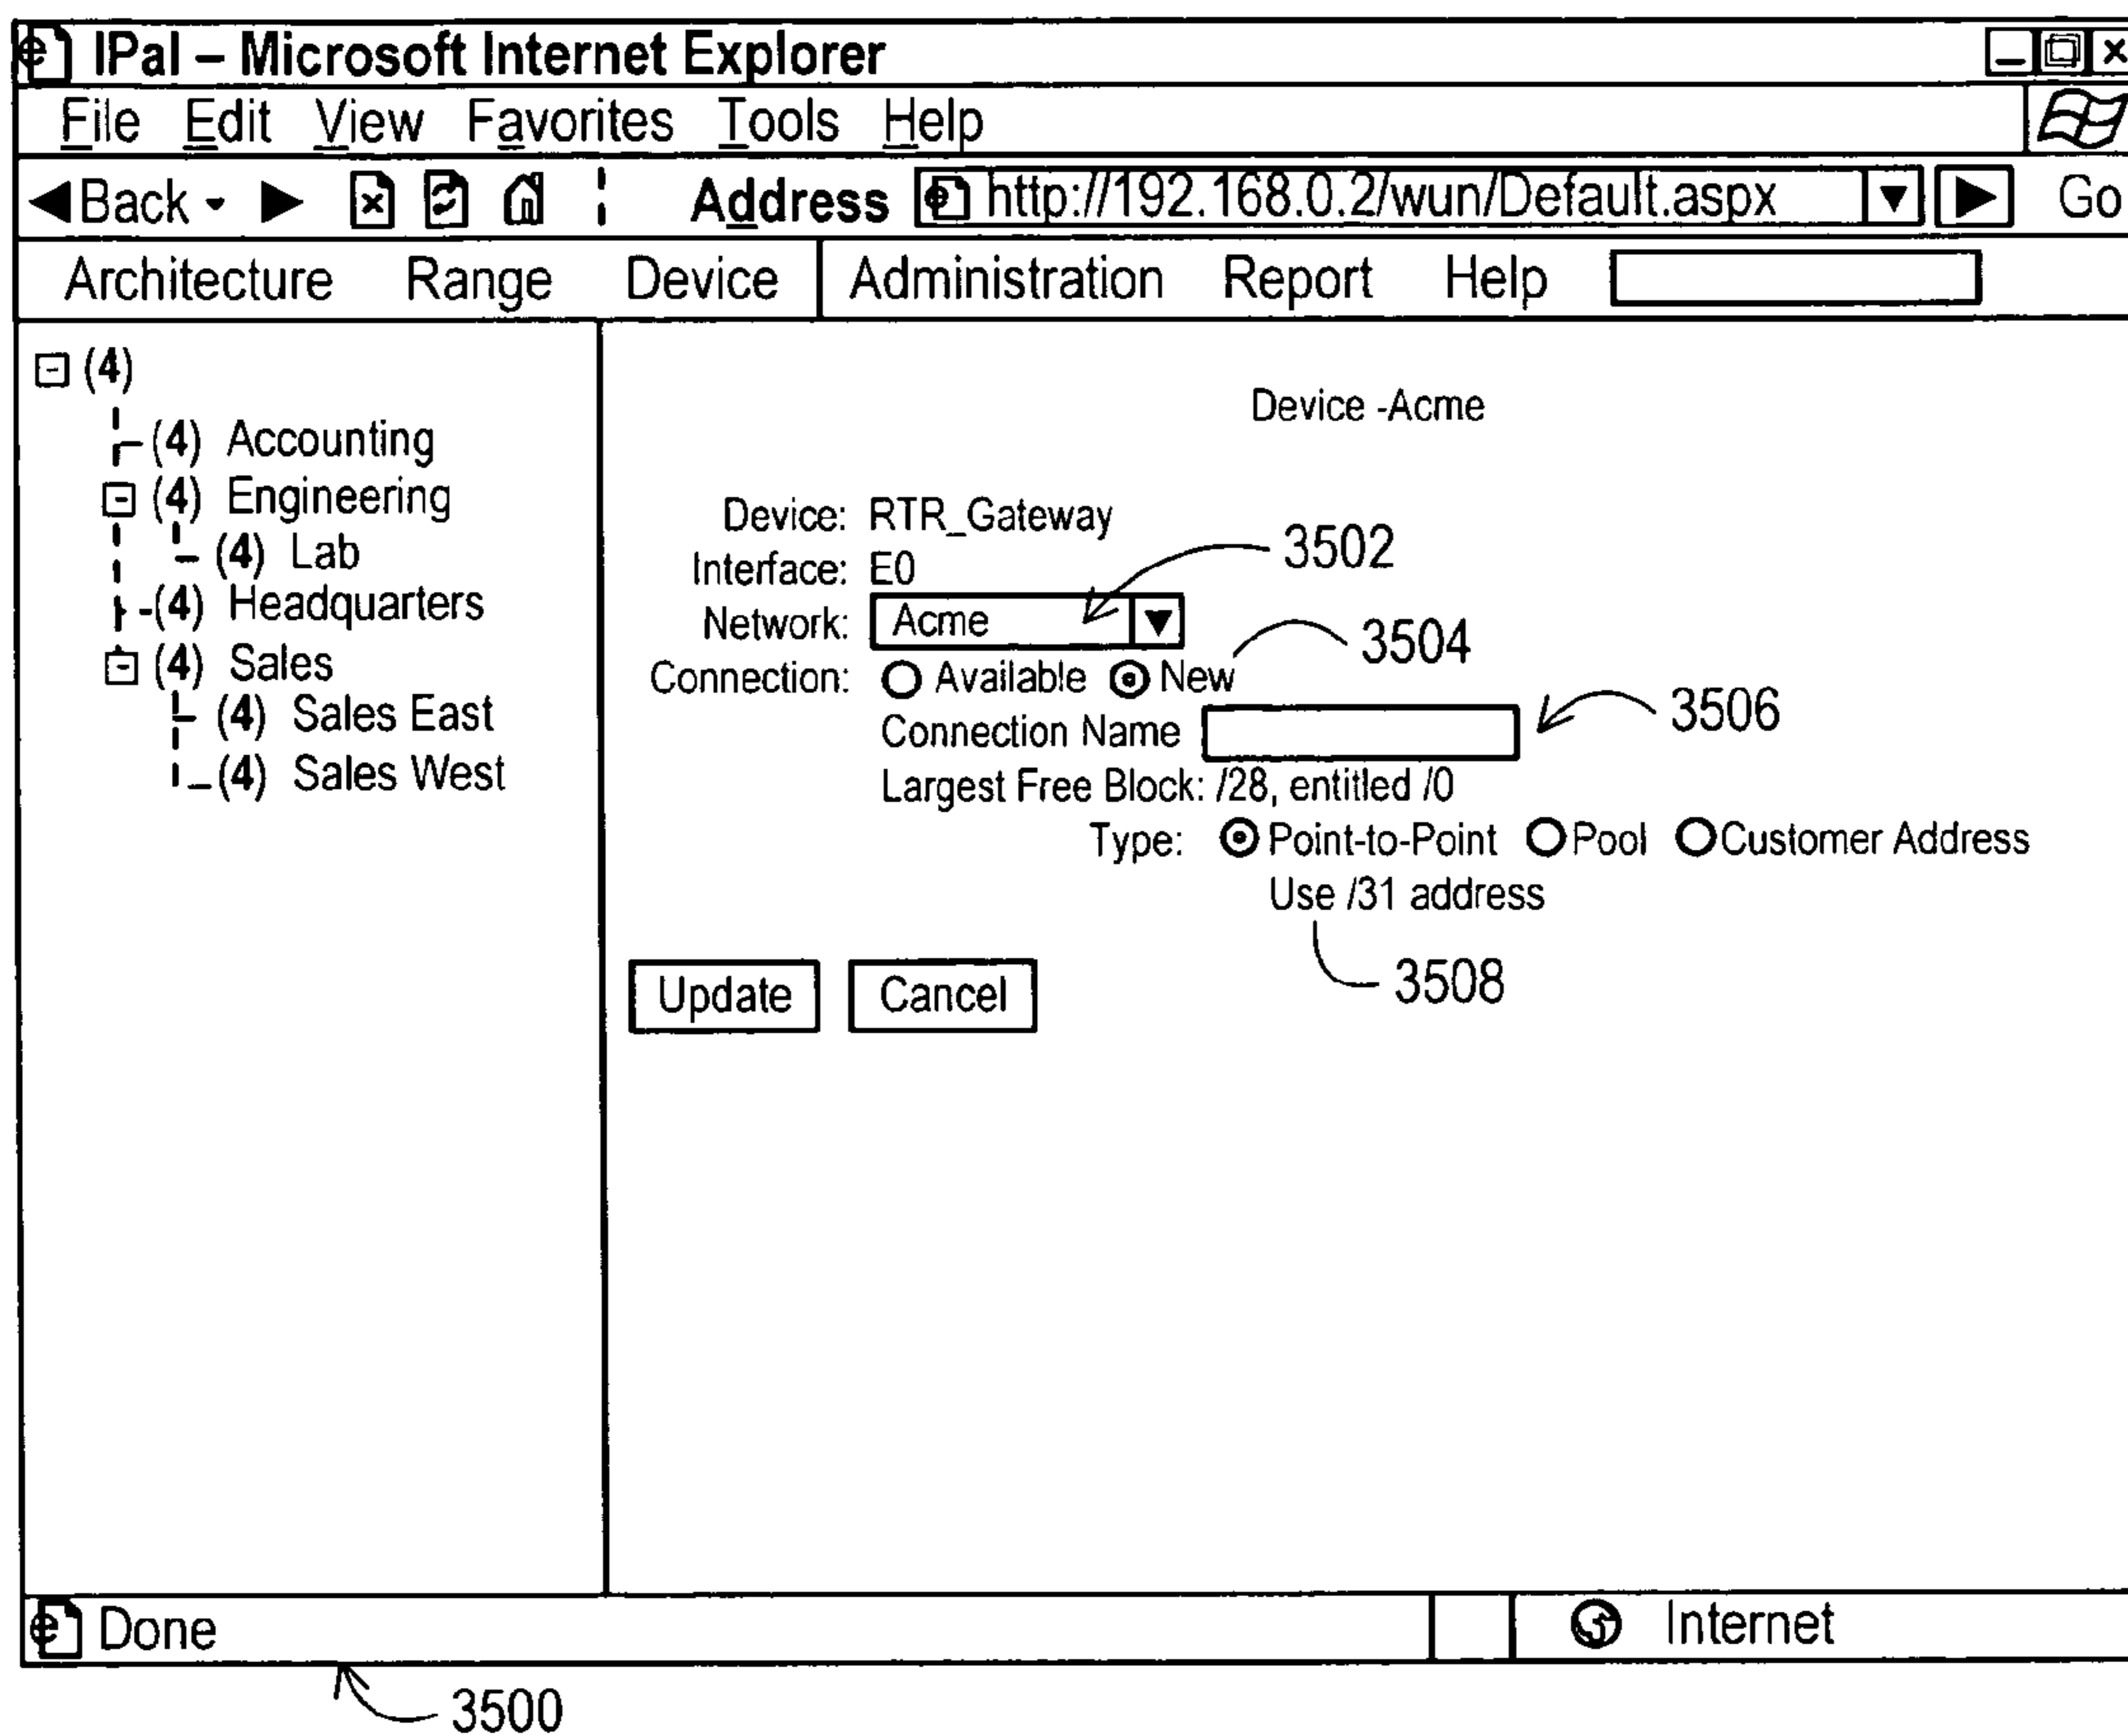 IPal – Microsoft Internet Explorer
File Edit View Favorites Tools Help
Back Address http://192.168.0.2/wun/Default.aspx Go
Architecture Range Device Administration Report Help
(4)
(4) Accounting
(4) Engineering
(4) Lab
(4) Headquarters
(4) Sales
(4) Sales East
(4) Sales West
Device -Acme
Device: RTR_Gateway
Interface: E0
3502
Network: Acme
3504
Connection: Available New
3506
Connection Name
Largest Free Block: /28, entitled /0
Type: Point-to-Point Pool Customer Address
Use /31 address
3508
Update Cancel
Done Internet
3500